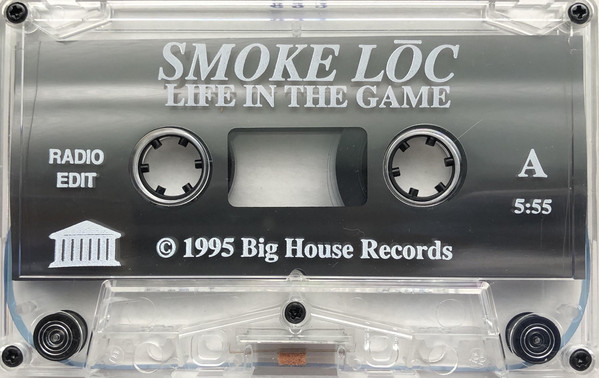 SMOKE LŌC
LIFE IN THE GAME
RADIO
EDIT
A
5:55
© 1995 Big House Records